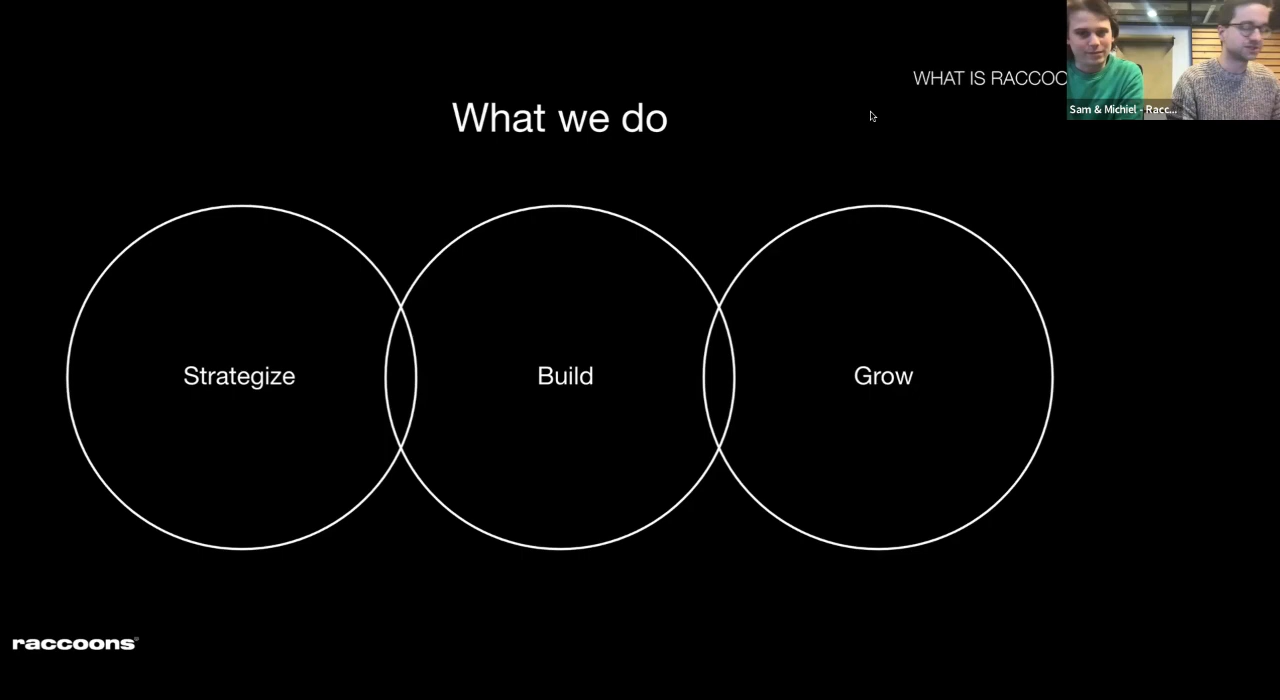 WHAT IS RACCOO
Sam & Michiel - Racc...
What we do
Strategize
Build
Grow
raccoons